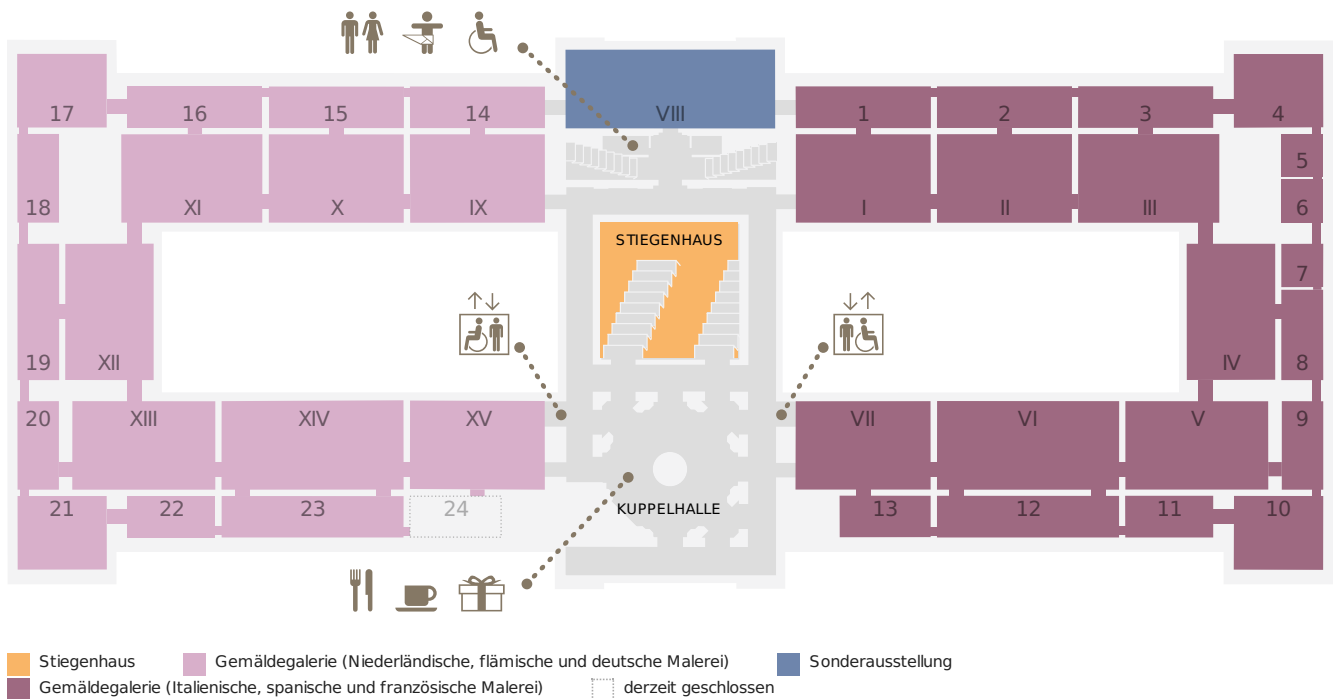 17
16
15
14
VIII
1
2
3
4
5
18
XI
X
IX
I
II
III
6
STIEGENHAUS
7
19
XII
IV
8
20
XIII
XIV
XV
VII
VI
V
9
21
22
23
24
KUPPELHALLE
13
12
11
10
Stiegenhaus
Gemäldegalerie (Niederländische, flämische und deutsche Malerei)
Sonderausstellung
Gemäldegalerie (Italienische, spanische und französische Malerei)
derzeit geschlossen